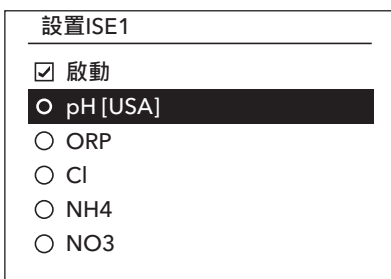 設置ISE1
啟動
pH [USA]
ORP
Cl
NH4
NO3